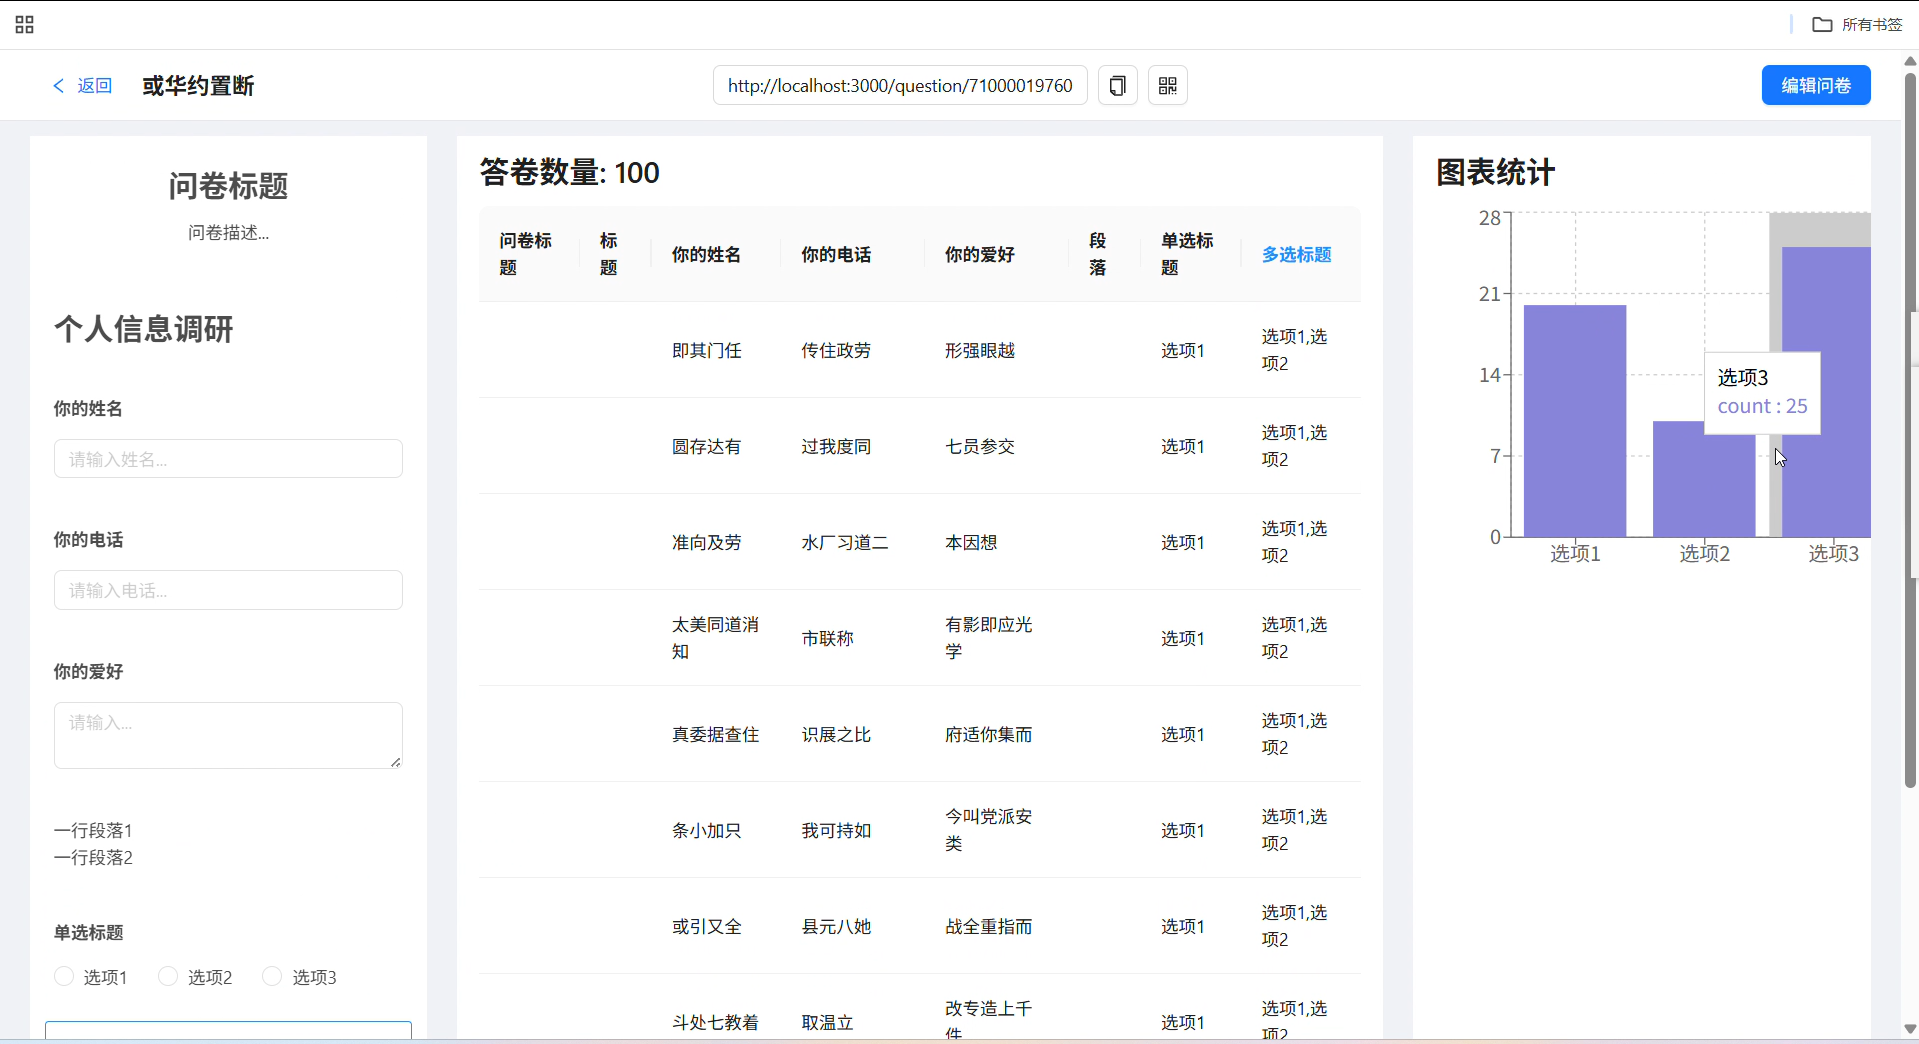 所有书签
返回
或华约置断
http://localhost:3000/question/71000019760
编辑问卷
问卷标题
问卷描述...
个人信息调研
你的姓名
请输入姓名...
你的电话
请输入电话...
你的爱好
请输入...
一行段落1
一行段落2
单选标题
选项1 选项2 选项3
答卷数量: 100
问卷标
题
标
题
你的姓名
你的电话
你的爱好
段
落
单选标
题
多选标题
即其门任
传住政劳
形强眼越
选项1
选项1,选
项2
圆存达有
过我度同
七员参交
选项1
选项1,选
项2
准向及劳
水厂习道二
本因想
选项1
选项1,选
项2
太美同道消
知
市联称
有影即应光
学
选项1
选项1,选
项2
真委据查住
识展之比
府适你集而
选项1
选项1,选
项2
条小加只
我可持如
今叫党派安
类
选项1
选项1,选
项2
或引又全
县元八她
战全重指而
选项1
选项1,选
项2
斗处七教着
取温立
改专造上千
件
选项1
选项1,选
项2
图表统计
28
21
14
7
0
选项1
选项2
选项3
选项3
count : 25